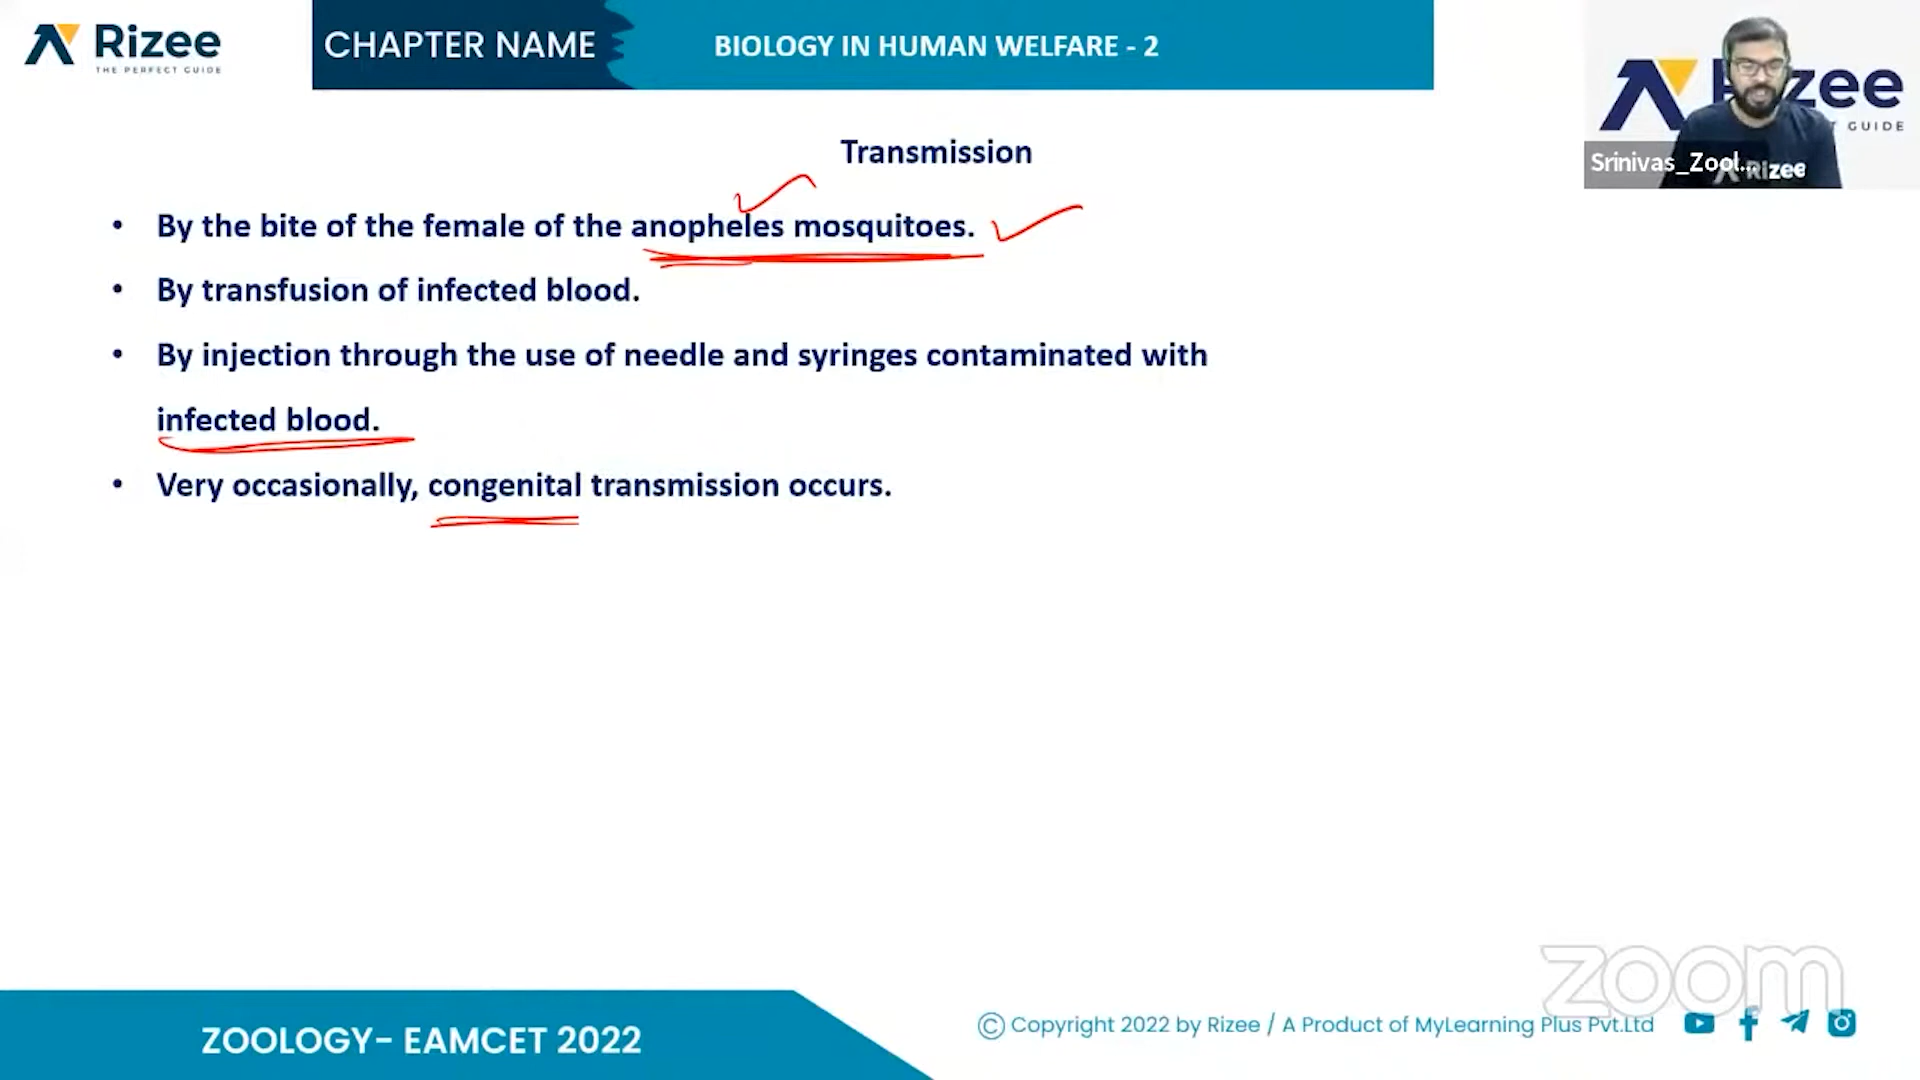 Rizee
THE PERFECT GUIDE
CHAPTER NAME
BIOLOGY IN HUMAN WELFARE - 2
GUIDE
Srinivas_Zool...
Rizee
Transmission
• By the bite of the female of the anopheles mosquitoes.
• By transfusion of infected blood.
• By injection through the use of needle and syringes contaminated with
infected blood.
• Very occasionally, congenital transmission occurs.
zoom
ZOOLOGY- EAMCET 2022
© Copyright 2022 by Rizee / A Product of MyLearning Plus Pvt.Ltd